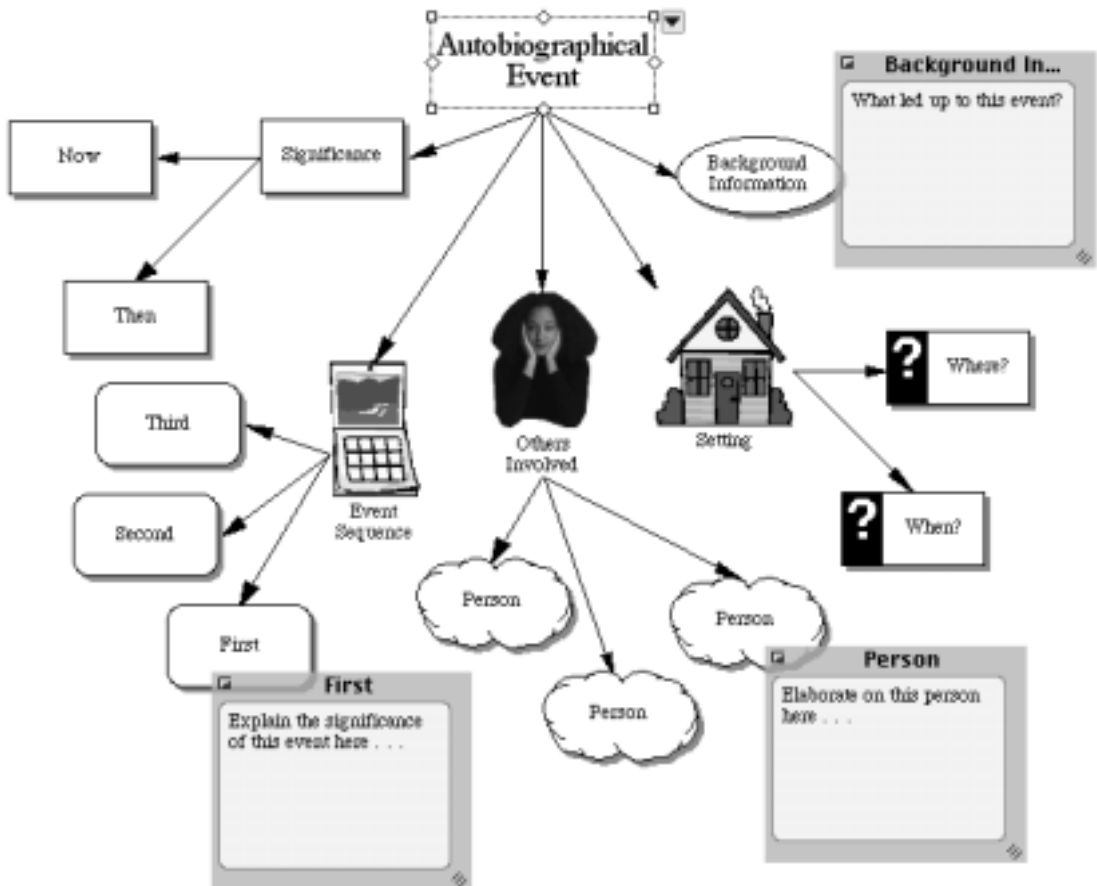 Autobiographical
Event
Background In...
What led up to this event?
Now
Significance
Background
Information
Then
?
Where?
Third
Others
Involved
Setting
Event
Sequence
Second
?
When?
First
Person
Person
Person
First
Explain the significance
of this event here . . .
Person
Elaborate on this person
here . . .